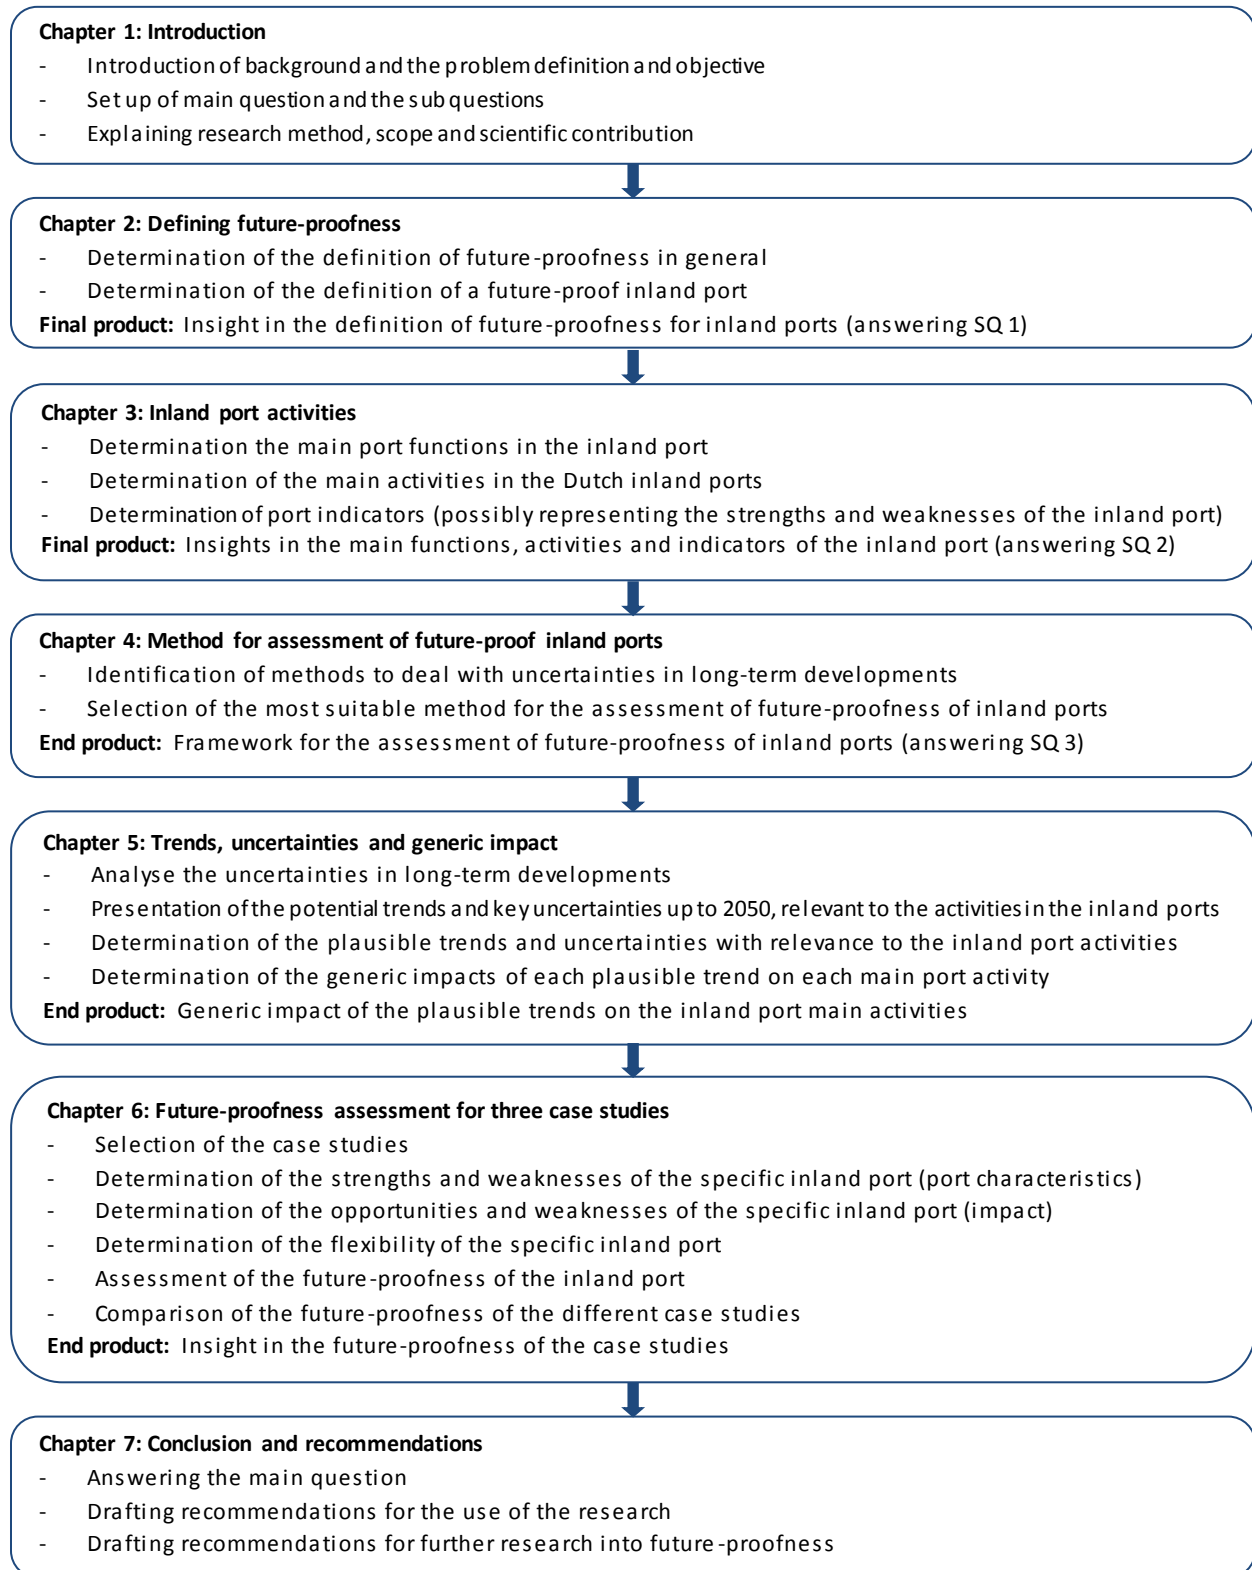 Chapter 1: Introduction
- Introduction of background and the problem definition and objective
- Set up of main question and the sub questions
- Explaining research method, scope and scientific contribution
Chapter 2: Defining future-proofness
- Determination of the definition of future-proofness in general
- Determination of the definition of a future-proof inland port
Final product: Insight in the definition of future-proofness for inland ports (answering SQ 1)
Chapter 3: Inland port activities
- Determination the main port functions in the inland port
- Determination of the main activities in the Dutch inland ports
- Determination of port indicators (possibly representing the strengths and weaknesses of the inland port)
Final product: Insights in the main functions, activities and indicators of the inland port (answering SQ 2)
Chapter 4: Method for assessment of future-proof inland ports
- Identification of methods to deal with uncertainties in long-term developments
- Selection of the most suitable method for the assessment of future-proofness of inland ports
End product: Framework for the assessment of future-proofness of inland ports (answering SQ 3)
Chapter 5: Trends, uncertainties and generic impact
- Analyse the uncertainties in long-term developments
- Presentation of the potential trends and key uncertainties up to 2050, relevant to the activities in the inland ports
- Determination of the plausible trends and uncertainties with relevance to the inland port activities
- Determination of the generic impacts of each plausible trend on each main port activity
End product: Generic impact of the plausible trends on the inland port main activities
Chapter 6: Future-proofness assessment for three case studies
- Selection of the case studies
- Determination of the strengths and weaknesses of the specific inland port (port characteristics)
- Determination of the opportunities and weaknesses of the specific inland port (impact)
- Determination of the flexibility of the specific inland port
- Assessment of the future-proofness of the inland port
- Comparison of the future-proofness of the different case studies
End product: Insight in the future-proofness of the case studies
Chapter 7: Conclusion and recommendations
- Answering the main question
- Drafting recommendations for the use of the research
- Drafting recommendations for further research into future-proofness